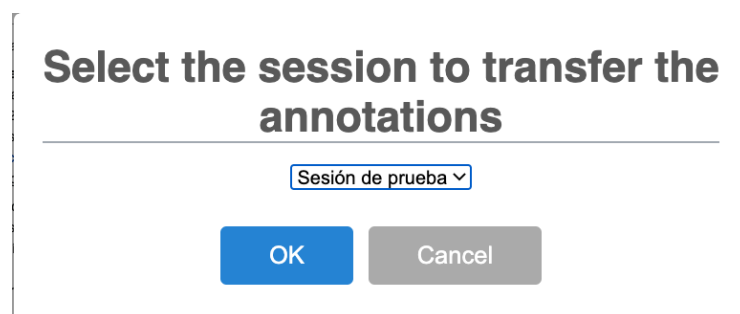 Select the session to transfer the
annotations
Sesión de prueba
OK Cancel